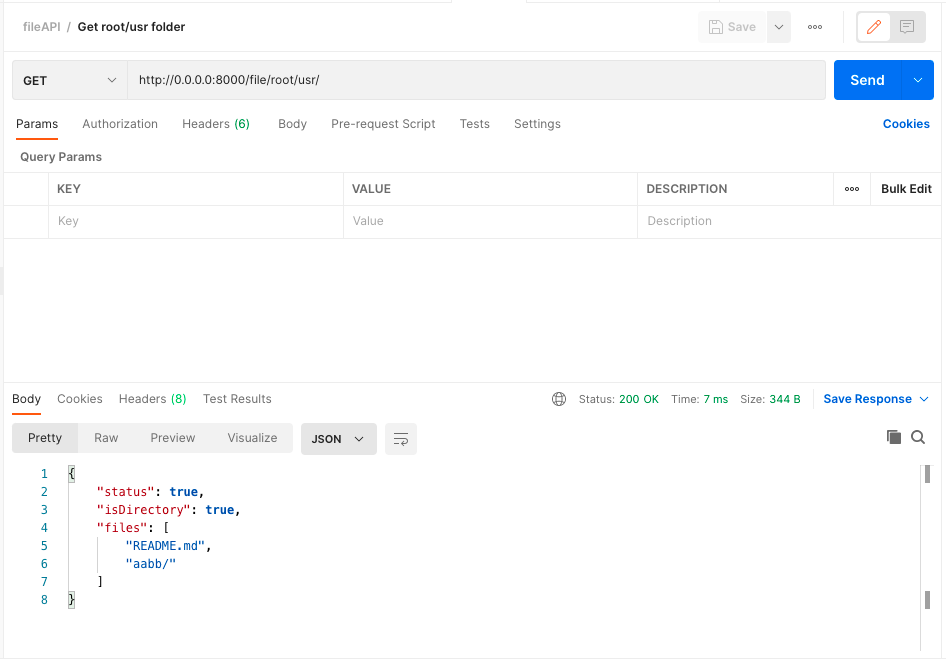 fileAPI / Get root/usr folder
Save
GET
http://0.0.0.0:8000/file/root/usr/
Send
Params Authorization Headers (6) Body Pre-request Script Tests Settings Cookies
Query Params
KEY VALUE DESCRIPTION Bulk Edit
Key Value Description
Body Cookies Headers (8) Test Results Status: 200 OK Time: 7 ms Size: 344 B Save Response
Pretty Raw Preview Visualize JSON
1 {
2 "status": true,
3 "isDirectory": true,
4 "files": [
5 "README.md",
6 "aabb/"
7 ]
8 }